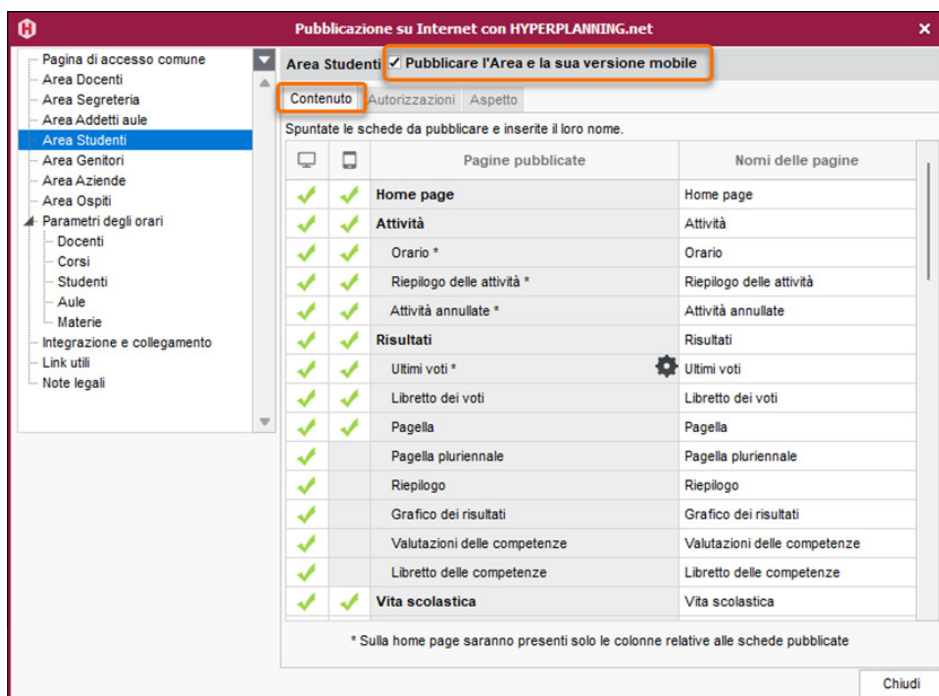 Pubblicazione su Internet con HYPERPLANNING.net
Pagina di accesso comune
Area Docenti
Area Segreteria
Area Addetti aule
Area Studenti
Area Genitori
Area Aziende
Area Ospiti
Parametri degli orari
Docenti
Corsi
Studenti
Aule
Materie
Integrazione e collegamento
Link utili
Note legali
Area Studenti Pubblicare l'Area e la sua versione mobile
Contenuto Autorizzazioni Aspetto
Spuntate le schede da pubblicare e inserite il loro nome.
Pagine pubblicate Nomi delle pagine
Home page Home page
Attività Attività
Orario * Orario
Riepilogo delle attività * Riepilogo delle attività
Attività annullate * Attività annullate
Risultati Risultati
Ultimi voti * Ultimi voti
Libretto dei voti Libretto dei voti
Pagella Pagella
Pagella pluriennale Pagella pluriennale
Riepilogo Riepilogo
Grafico dei risultati Grafico dei risultati
Valutazioni delle competenze Valutazioni delle competenze
Libretto delle competenze Libretto delle competenze
Vita scolastica Vita scolastica
* Sulla home page saranno presenti solo le colonne relative alle schede pubblicate
Chiudi